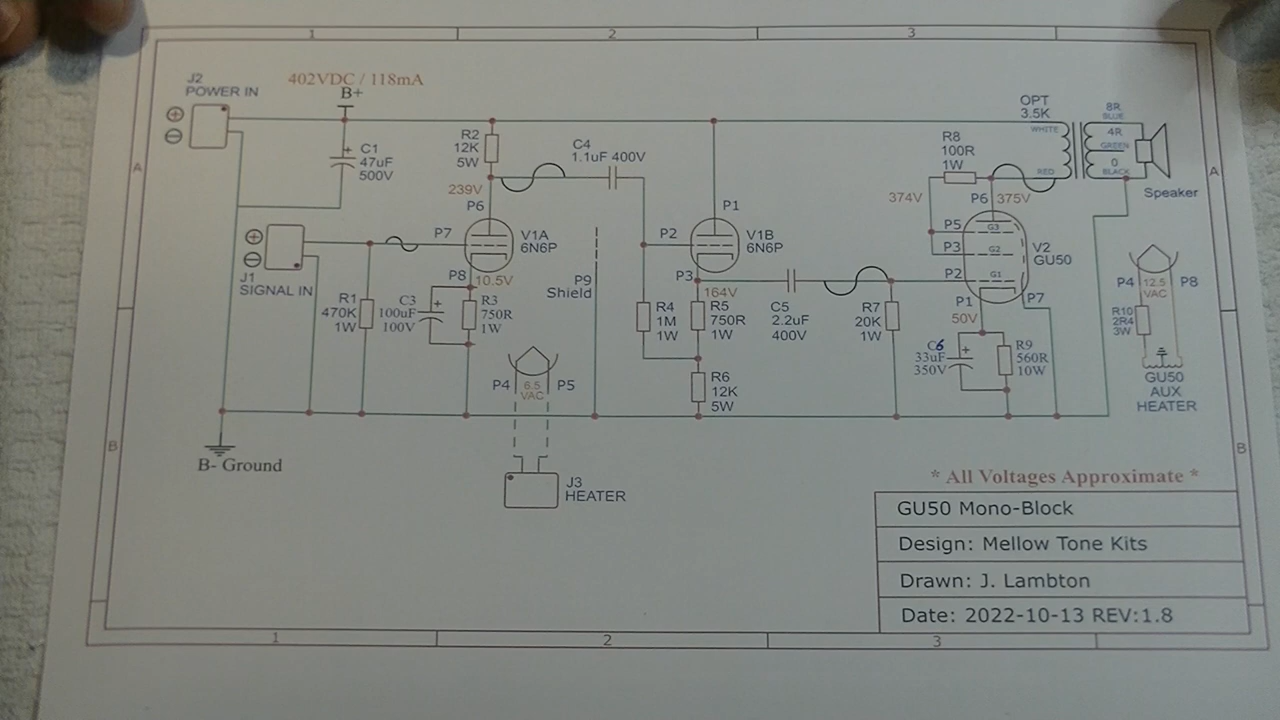 1
2
3
J2
POWER IN
402VDC / 118mA
B+
C1
47uF
500V
R2
12K
5W
C4
1.1uF 400V
239V
P6
P7
V1A
6N6P
P8
10.5V
J1
SIGNAL IN
R1
470K
1W
C3
100uF
100V
R3
750R
1W
P9
Shield
P4
6.5
VAC
P5
J3
HEATER
P1
P2
V1B
6N6P
P3
164V
R4
1M
1W
R5
750R
1W
R6
12K
5W
C5
2.2uF
400V
R7
20K
1W
R8
100R
1W
374V
OPT
3.5K
WHITE
RED
8R
BLUE
4R
GREEN
0
BLACK
Speaker
P6
375V
P5
G3
P3
G2
P2
G1
V2
GU50
P1
P7
50V
C6
33uF
350V
R9
560R
10W
P4
12.5
VAC
P8
R10
2R4
3W
GU50
AUX
HEATER
B- Ground
* All Voltages Approximate *
GU50 Mono-Block
Design: Mellow Tone Kits
Drawn: J. Lambton
Date: 2022-10-13 REV:1.8
A
A
B
B
1
2
3